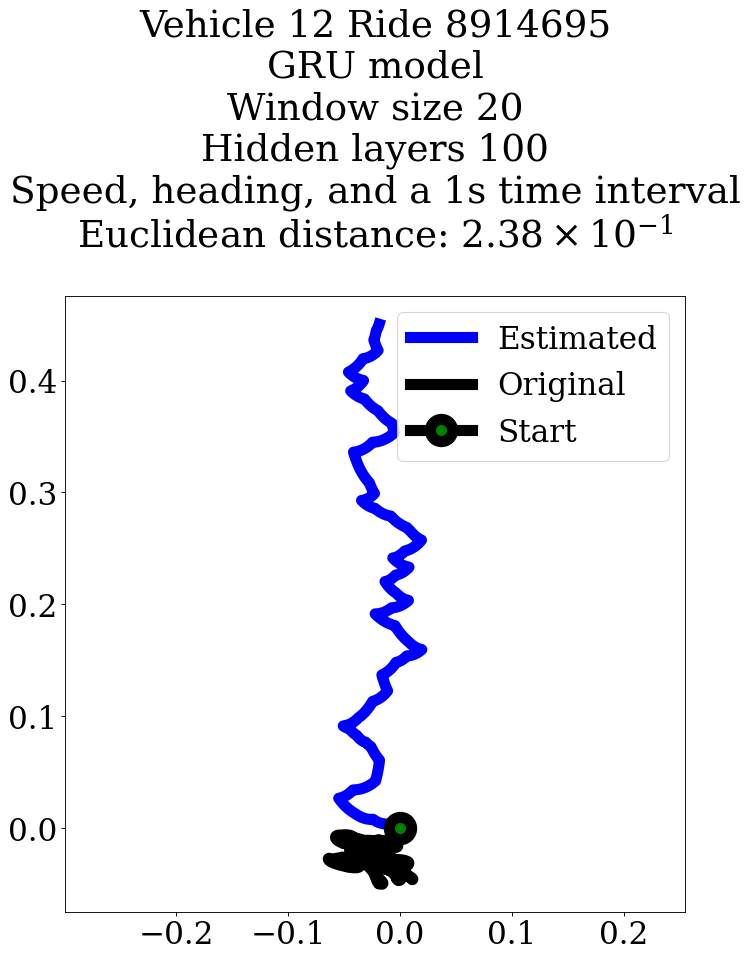 Vehicle 12 Ride 8914695
GRU model
Window size 20
Hidden layers 100
Speed, heading, and a 1s time interval
Euclidean distance: 2.38 × 10⁻¹
Estimated
Original
Start
0.4
0.3
0.2
0.1
0.0
−0.2 −0.1 0.0 0.1 0.2